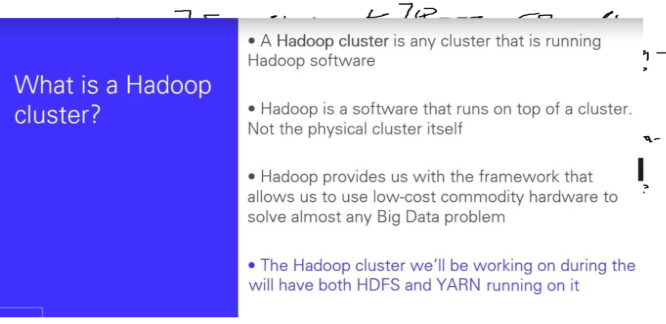 What is a Hadoop
cluster?
• A Hadoop cluster is any cluster that is running
Hadoop software
• Hadoop is a software that runs on top of a cluster.
Not the physical cluster itself
• Hadoop provides us with the framework that
allows us to use low-cost commodity hardware to
solve almost any Big Data problem
• The Hadoop cluster we'll be working on during the
will have both HDFS and YARN running on it